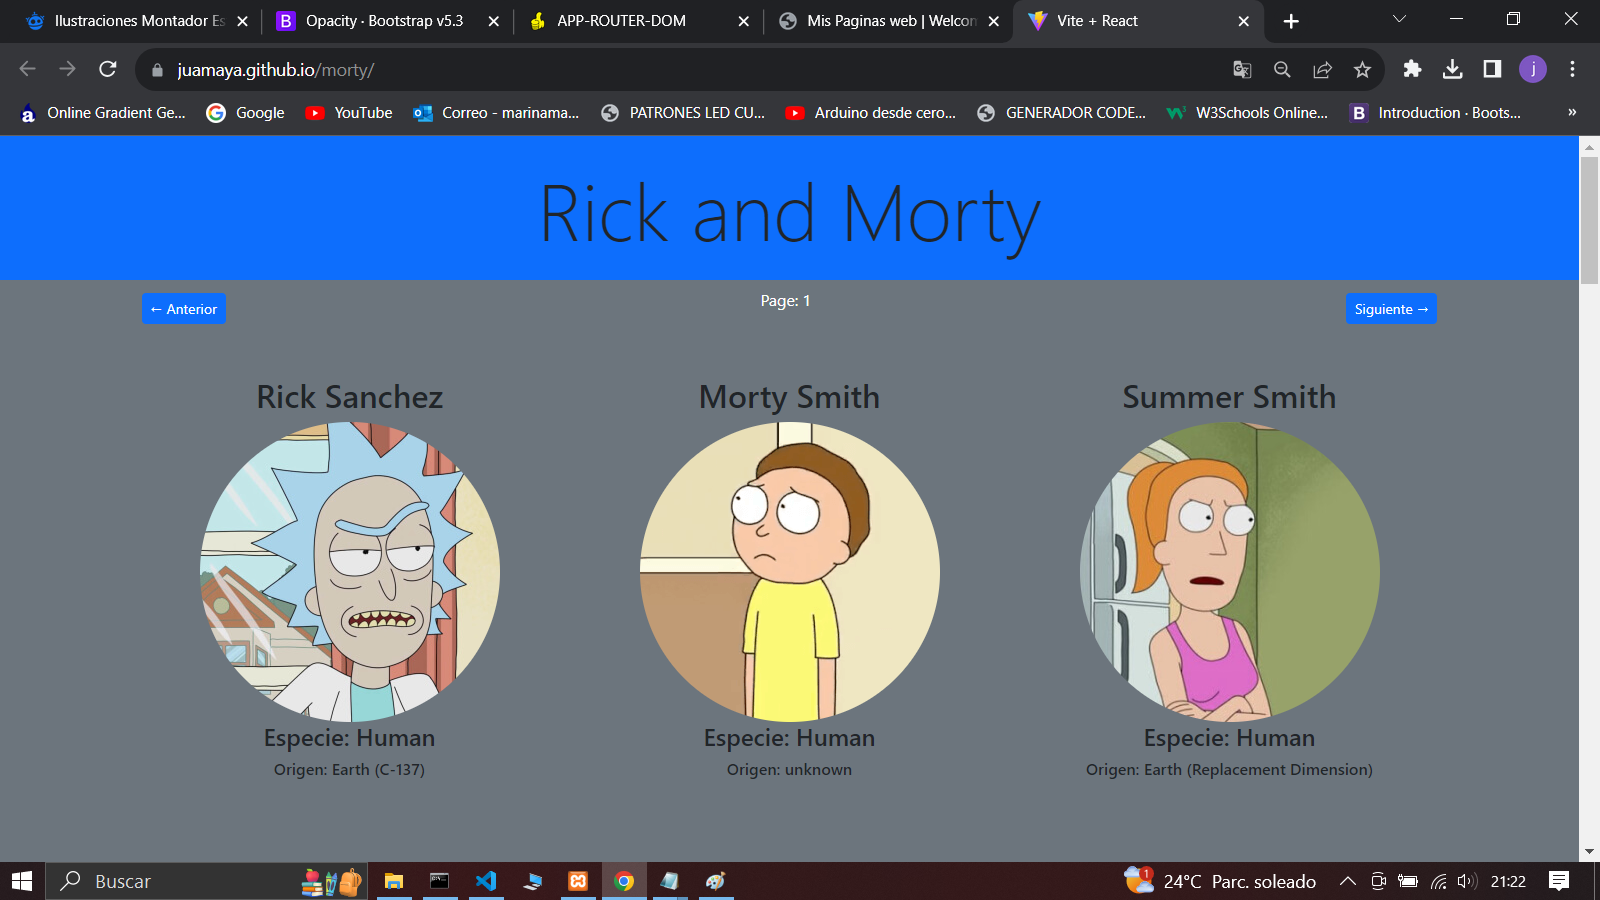 Ilustraciones Montador Es
Opacity · Bootstrap v5.3
APP-ROUTER-DOM
Mis Paginas web | Welcon
Vite + React
juamaya.github.io/morty/
Online Gradient Ge...
Google
YouTube
Correo - marinama...
PATRONES LED CU...
Arduino desde cero...
GENERADOR CODE...
W3Schools Online...
Introduction · Boots...
»
Rick and Morty
← Anterior
Page: 1
Siguiente →
Rick Sanchez
Morty Smith
Summer Smith
Especie: Human
Especie: Human
Especie: Human
Origen: Earth (C-137)
Origen: unknown
Origen: Earth (Replacement Dimension)
Buscar
1
24°C Parc. soleado
21:22